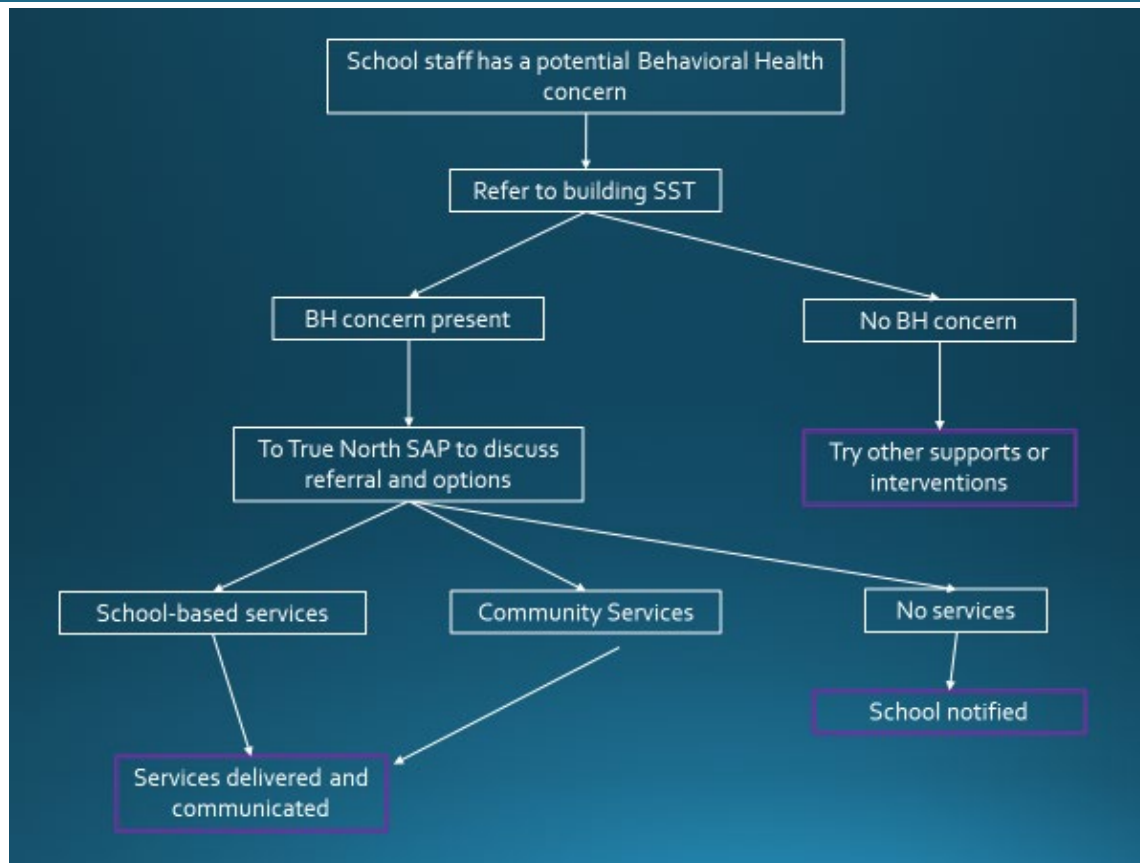 School staff has a potential Behavioral Health
concern
Refer to building SST
BH concern present
No BH concern
To True North SAP to discuss
referral and options
Try other supports or
interventions
School-based services
Community Services
No services
School notified
Services delivered and
communicated